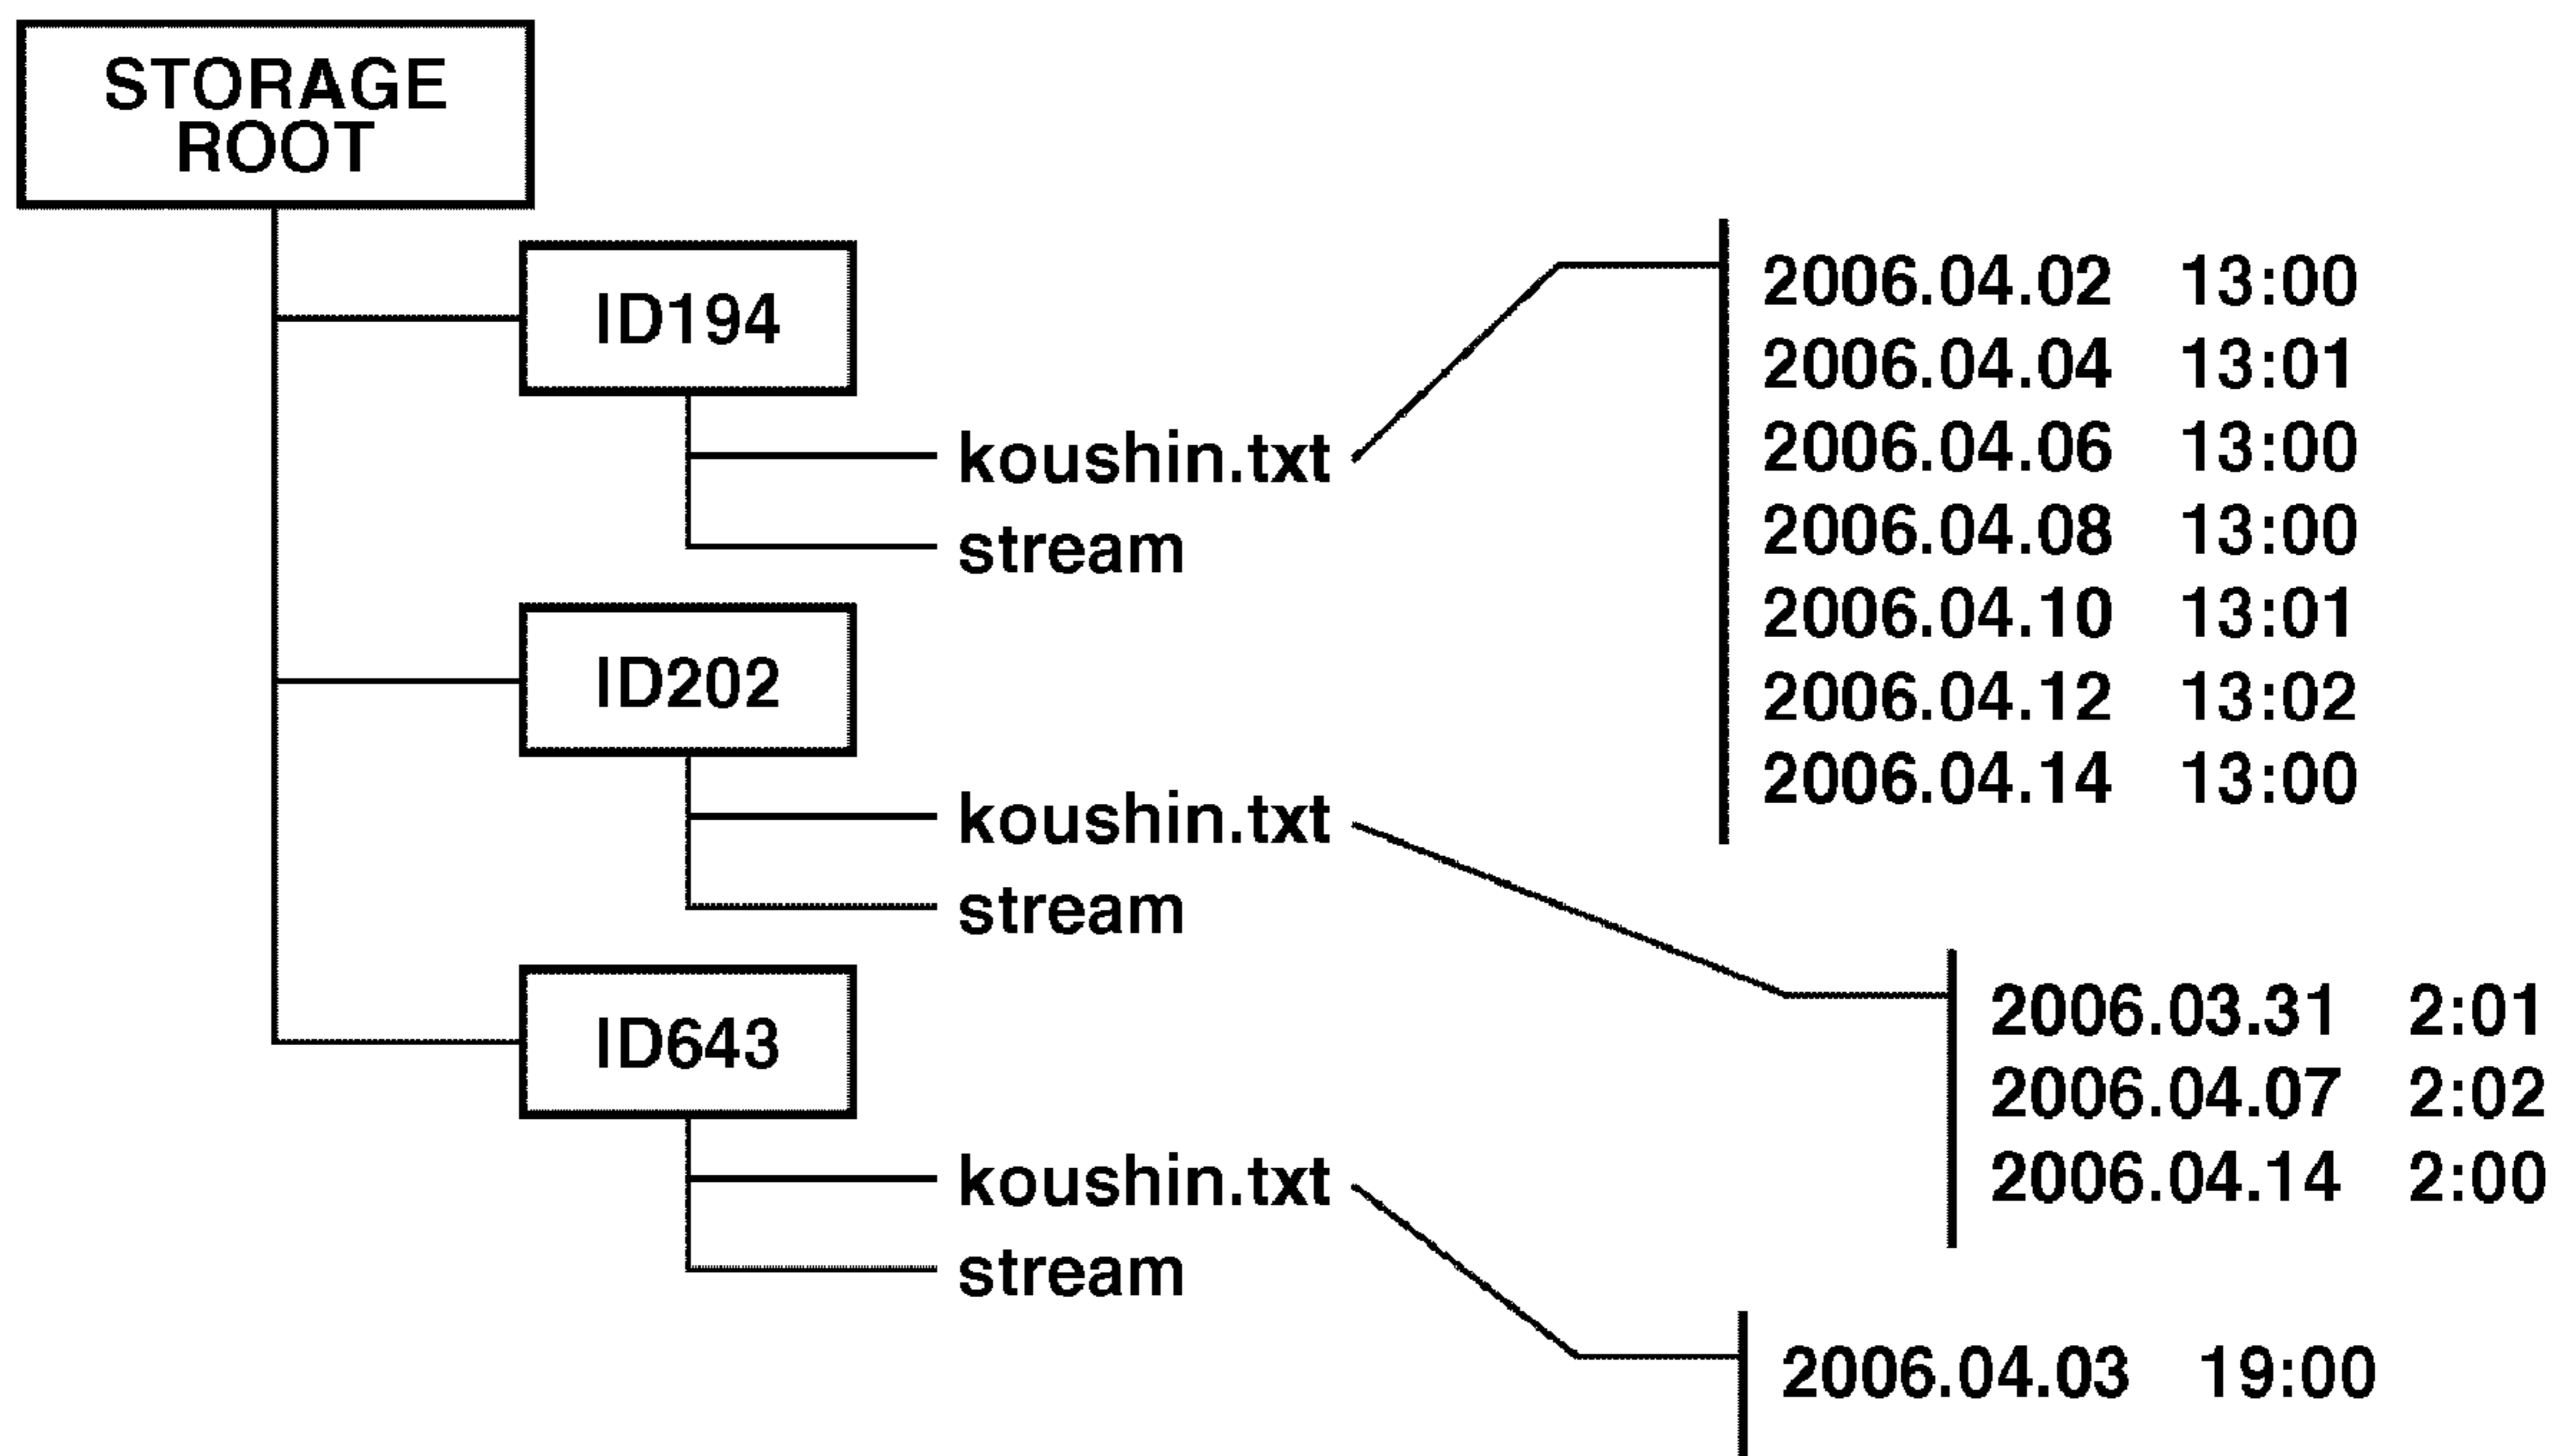 STORAGE
ROOT
ID194
koushin.txt
stream
2006.04.02 13:00
2006.04.04 13:01
2006.04.06 13:00
2006.04.08 13:00
2006.04.10 13:01
2006.04.12 13:02
2006.04.14 13:00
ID202
koushin.txt
stream
2006.03.31 2:01
2006.04.07 2:02
2006.04.14 2:00
ID643
koushin.txt
stream
2006.04.03 19:00